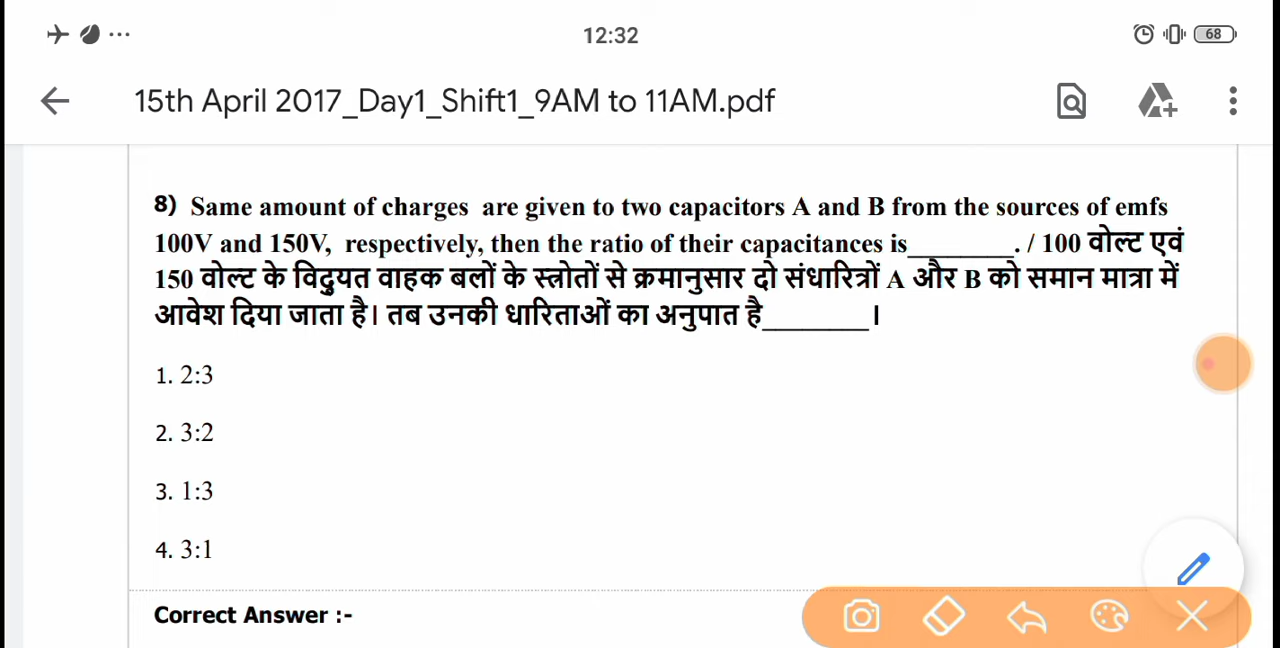 12:32
68
15th April 2017_Day1_Shift1_9AM to 11AM.pdf
8) Same amount of charges are given to two capacitors A and B from the sources of emfs
100V and 150V, respectively, then the ratio of their capacitances is________. / 100 वोल्ट एवं
150 वोल्ट के विद्युयत वाहक बलों के स्त्रोतों से क्रमानुसार दो संधारित्रों A और B को समान मात्रा में
आवेश दिया जाता है। तब उनकी धारिताओं का अनुपात है________।
1. 2:3
2. 3:2
3. 1:3
4. 3:1
Correct Answer :-